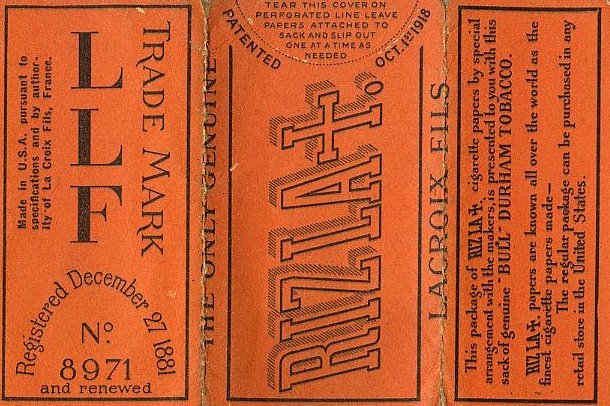 Made in U.S.A. pursuant to
specifications and by author-
ity of La Croix Fils, France.
LLF
TRADE MARK
Registered December 27 1881
No.
8971
and renewed
THE ONLY GENUINE
TEAR THIS COVER ON
PERFORATED LINE LEAVE
PAPERS ATTACHED TO
SACK AND SLIP OUT
ONE AT A TIME AS
NEEDED
PATENTED OCT. 1st 1918
RIZLA+.
LACROIX FILS
This package of RIZLA+. cigarette papers by special
arrangement with the makers, is presented to you with this
sack of genuine "BULL" DURHAM TOBACCO.
RIZLA+. papers are known all over the world as the
finest cigarette papers made—
The regular package can be purchased in any
retail store in the United States.